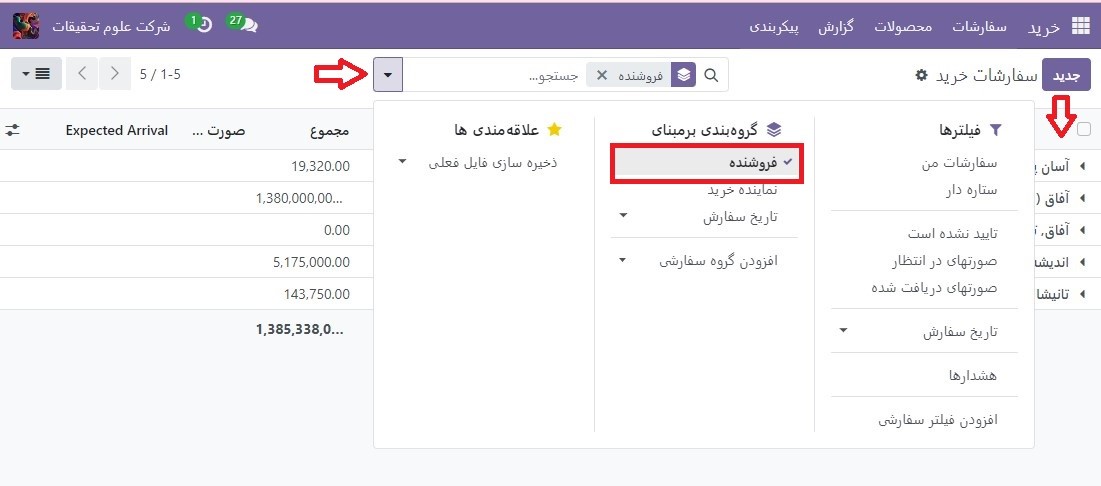 خرید سفارشات محصولات گزارش پیکربندی 27 1 شرکت علوم تحقیقات
جدید سفارشات خرید فروشنده جستجو... 1-5 / 5
فیلترها
سفارشات من
ستاره دار
تایید نشده است
صورتهای در انتظار
صورتهای دریافت شده
تاریخ سفارش
هشدارها
افزودن فیلتر سفارشی
گروه‌بندی برمبنای
فروشنده
نماینده خرید
تاریخ سفارش
افزودن گروه سفارشی
علاقه‌مندی ها
ذخیره سازی فایل فعلی
مجموع صورت ... Expected Arrival
آسان 19,320.00
آفاق ( 1,380,000,00...
آفاق, 0.00
اندیشه 5,175,000.00
تانیشا 143,750.00
1,385,338,0...